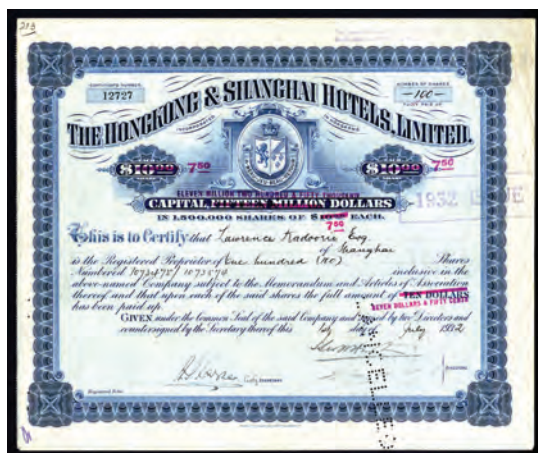 213
CERTIFICATE NUMBER
12727
NUMBER OF SHARES
-100-
FULLY PAID UP
THE HONGKONG & SHANGHAI HOTELS, LIMITED.
INCORPORATED IN HONGKONG
$10.00 7.50
$10.00 7.50
ELEVEN MILLION TWO HUNDRED & FIFTY THOUSAND
CAPITAL, FIFTEEN MILLION DOLLARS
IN 1,500,000 SHARES OF $10.00 EACH.
7.50
1932
This is to Certify that Lawrence Kadoorie Esq.
of Shanghai
is the Registered Proprietor of One hundred (100) Shares
Numbered inclusive in the
above-named Company subject to the Memorandum and Articles of Association
thereof and that upon each of the said shares the full amount of TEN DOLLARS
SEVEN DOLLARS & FIFTY CENTS
has been paid up.
GIVEN under the Common Seal of the said Company and signed by two Directors and
countersigned by the Secretary thereof this day of July 1932